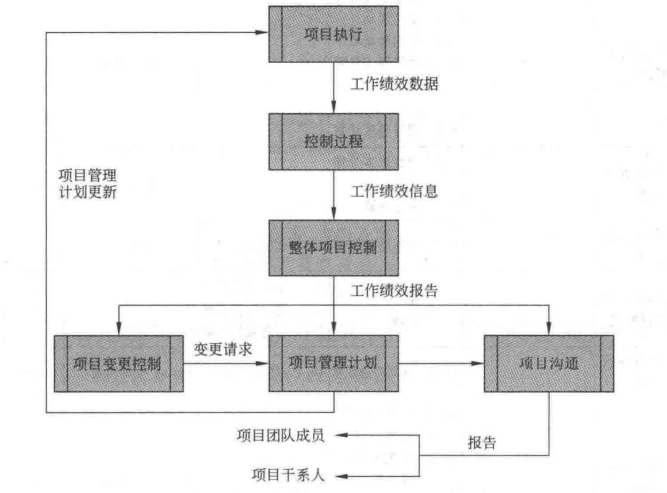 项目执行
工作绩效数据
控制过程
项目管理
计划更新
工作绩效信息
整体项目控制
工作绩效报告
项目变更控制
变更请求
项目管理计划
项目沟通
项目团队成员
报告
项目干系人